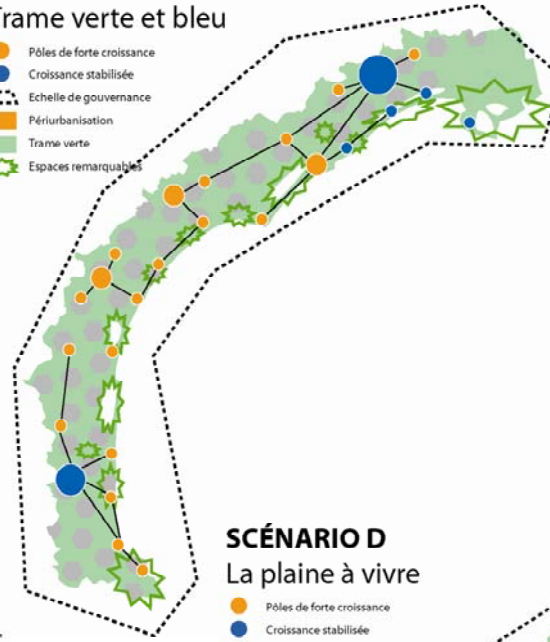 Trame verte et bleu
Pôles de forte croissance
Croissance stabilisée
Echelle de gouvernance
Périurbanisation
Trame verte
Espaces remarquables
SCÉNARIO D
La plaine à vivre
Pôles de forte croissance
Croissance stabilisée